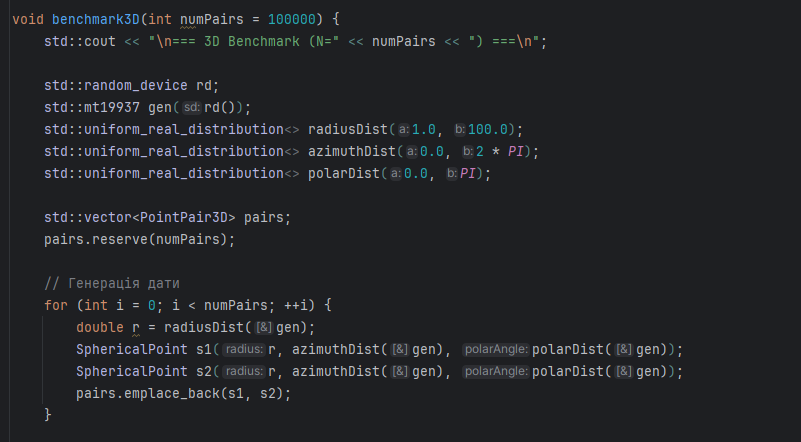 void benchmark3D(int numPairs = 100000) {
    std::cout << "\n=== 3D Benchmark (N=" << numPairs << ") ===\n";
    std::random_device rd;
    std::mt19937 gen(sd:rd());
    std::uniform_real_distribution<> radiusDist(a:1.0, b:100.0);
    std::uniform_real_distribution<> azimuthDist(a:0.0, b:2 * PI);
    std::uniform_real_distribution<> polarDist(a:0.0, b:PI);
    std::vector<PointPair3D> pairs;
    pairs.reserve(numPairs);
    // Генерація дати
    for (int i = 0; i < numPairs; ++i) {
        double r = radiusDist([&]gen);
        SphericalPoint s1(radius:r, azimuthDist([&]gen), polarAngle:polarDist([&]gen));
        SphericalPoint s2(radius:r, azimuthDist([&]gen), polarAngle:polarDist([&]gen));
        pairs.emplace_back(s1, s2);
    }